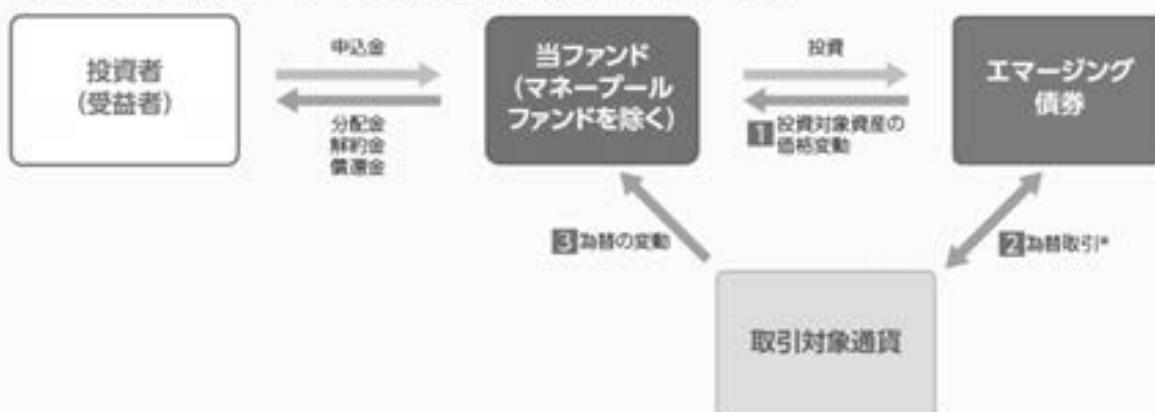 投資者
（受益者）
申込金
分配金
解約金
償還金
当ファンド
（マネープール
ファンドを除く）
投資
1 投資対象資産の
価格変動
エマージング
債券
3 為替の変動
2 為替取引*
取引対象通貨